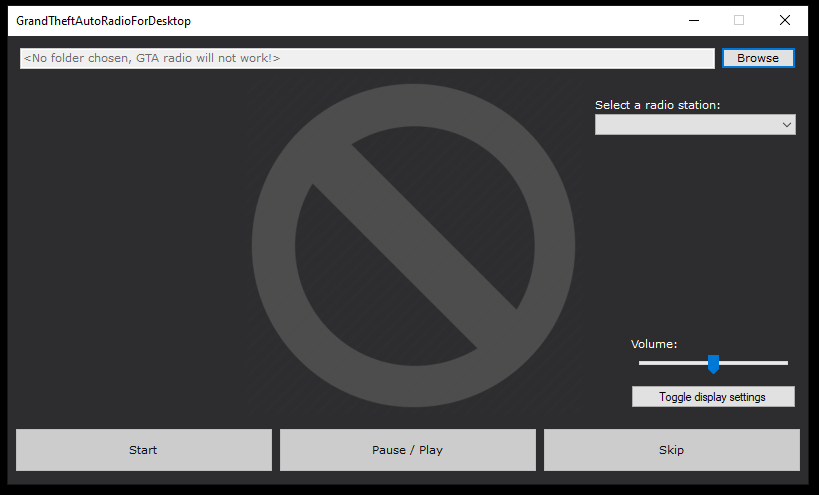 GrandTheftAutoRadioForDesktop
<No folder chosen, GTA radio will not work!>
Browse
Select a radio station:
Volume:
Toggle display settings
Start
Pause / Play
Skip